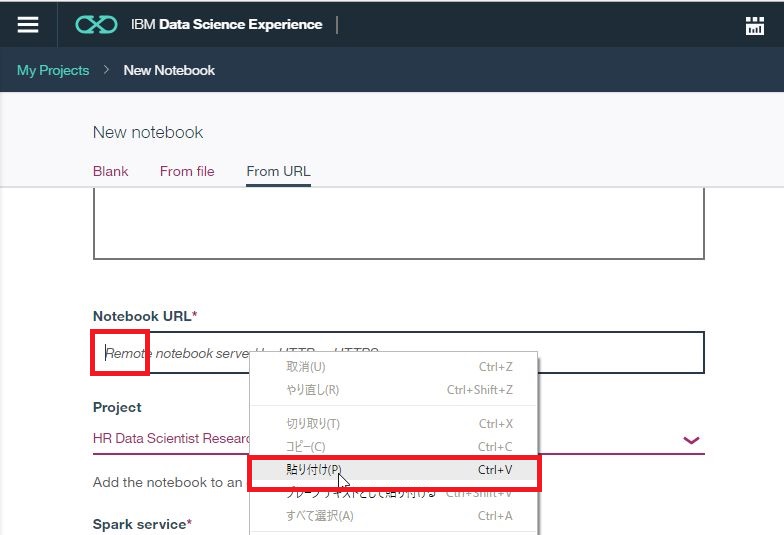 IBM Data Science Experience
My Projects > New Notebook
New notebook
Blank From file From URL
Notebook URL*
Remote notebook served by HTTP or HTTPS
取消(U) Ctrl+Z
やり直し(R) Ctrl+Shift+Z
切り取り(T) Ctrl+X
Project
コピー(C) Ctrl+C
HR Data Scientist Researc
貼り付け(P) Ctrl+V
Add the notebook to an
プレーンテキストとして貼り付ける Ctrl+Shift+V
すべて選択(A) Ctrl+A
Spark service*